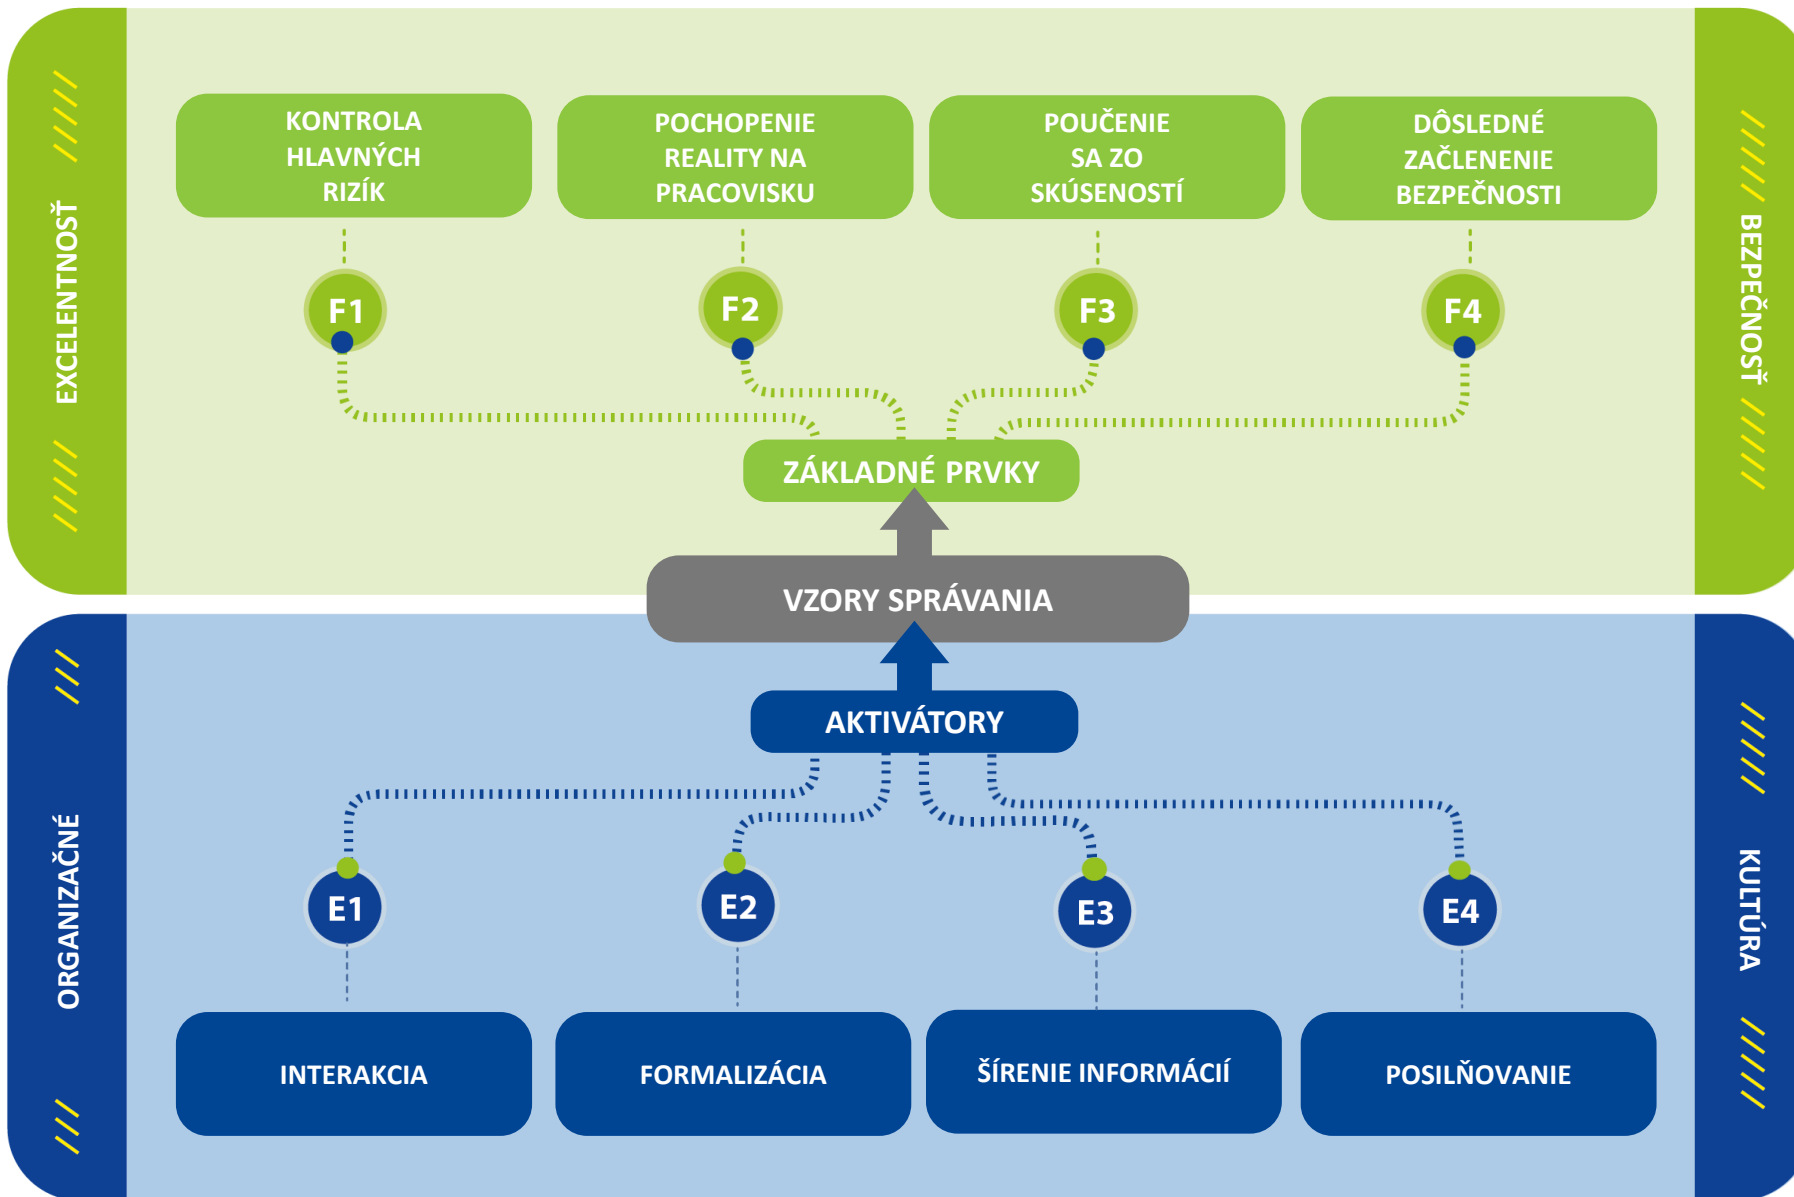 EXCELENTNOSŤ
BEZPEČNOSŤ
KONTROLA
HLAVNÝCH
RIZÍK
POCHOPENIE
REALITY NA
PRACOVISKU
POUČENIE
SA ZO
SKÚSENOSTÍ
DÔSLEDNÉ
ZAČLENENIE
BEZPEČNOSTI
F1
F2
F3
F4
ZÁKLADNÉ PRVKY
VZORY SPRÁVANIA
AKTIVÁTORY
ORGANIZAČNÉ
KULTÚRA
E1
E2
E3
E4
INTERAKCIA
FORMALIZÁCIA
ŠÍRENIE INFORMÁCIÍ
POSILŇOVANIE